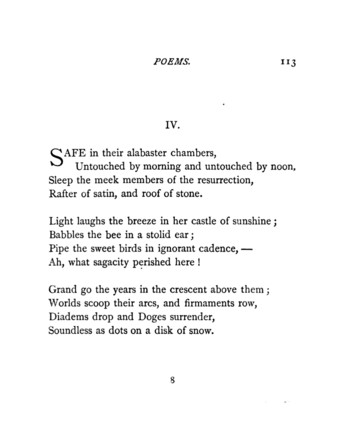 POEMS. 113
IV.
SAFE in their alabaster chambers,
Untouched by morning and untouched by noon,
Sleep the meek members of the resurrection,
Rafter of satin, and roof of stone.
Light laughs the breeze in her castle of sunshine ;
Babbles the bee in a stolid ear ;
Pipe the sweet birds in ignorant cadence, —
Ah, what sagacity perished here !
Grand go the years in the crescent above them ;
Worlds scoop their arcs, and firmaments row,
Diadems drop and Doges surrender,
Soundless as dots on a disk of snow.
8